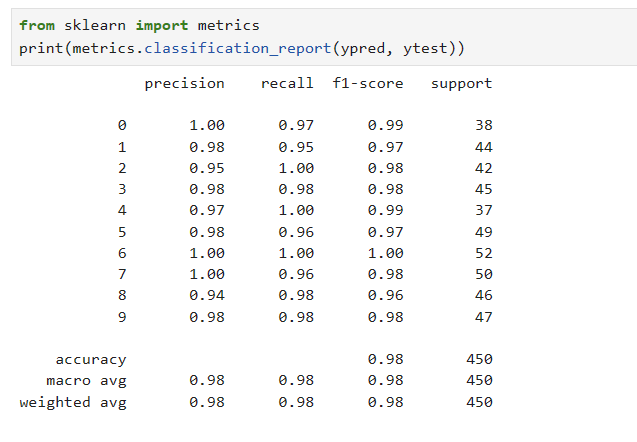 from sklearn import metrics
print(metrics.classification_report(ypred, ytest))
precision recall f1-score support
0 1.00 0.97 0.99 38
1 0.98 0.95 0.97 44
2 0.95 1.00 0.98 42
3 0.98 0.98 0.98 45
4 0.97 1.00 0.99 37
5 0.98 0.96 0.97 49
6 1.00 1.00 1.00 52
7 1.00 0.96 0.98 50
8 0.94 0.98 0.96 46
9 0.98 0.98 0.98 47
accuracy 0.98 450
macro avg 0.98 0.98 0.98 450
weighted avg 0.98 0.98 0.98 450